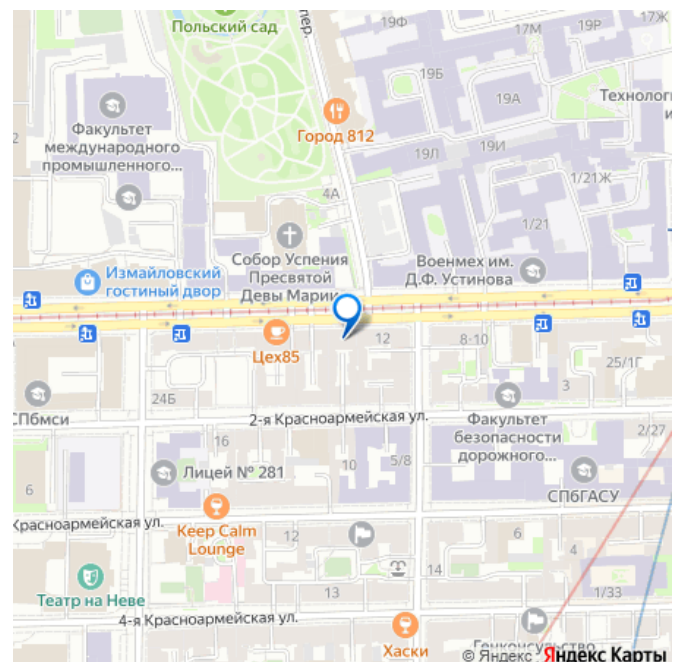 Польский сад
пер.
19Ф
17М
19Р
17Ж
19Б
19А
Факультет
международного
промышленного...
Город 812
19Л
19И
1/21Ж
4А
1/21
Собор Успения
Пресвятой
Девы Марии
Военмех им.
Д.Ф. Устинова
Измайловский
гостиный двор
Цех85
12
8-10
25/1Г
3
24Б
СПбмси
2-я Красноармейская ул.
Факультет
безопасности
дорожного...
2/27
16
10
5/8
Лицей № 281
СПбГАСУ
6
Красноармейская ул.
Keep Calm
Lounge
12
6
4
14
13
1/33
Театр на Неве
4-я Красноармейская ул.
Хаски
© Яндекс Яндекс Карты